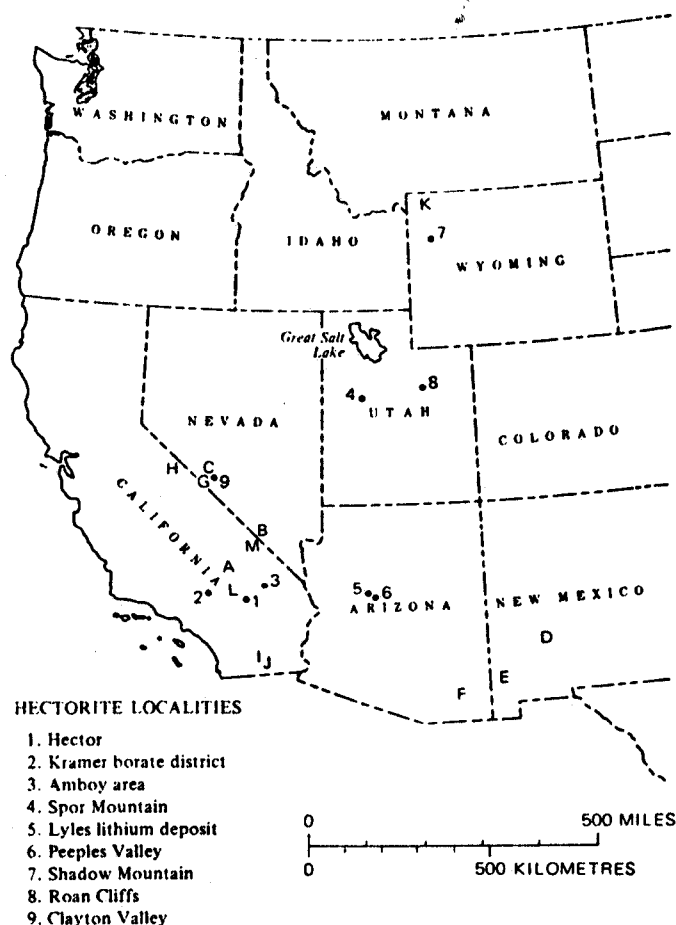 WASHINGTON
MONTANA
OREGON
IDAHO
K
7
WYOMING
Great Salt
Lake
4
8
UTAH
NEVADA
COLORADO
H
C
G
9
CALIFORNIA
B
M
A
2
L
1
3
5
6
ARIZONA
NEW MEXICO
D
I
J
F
E
HECTORITE LOCALITIES
1. Hector
2. Kramer borate district
3. Amboy area
4. Spor Mountain
5. Lyles lithium deposit
6. Peeples Valley
7. Shadow Mountain
8. Roan Cliffs
9. Clayton Valley
0 500 MILES
0 500 KILOMETRES